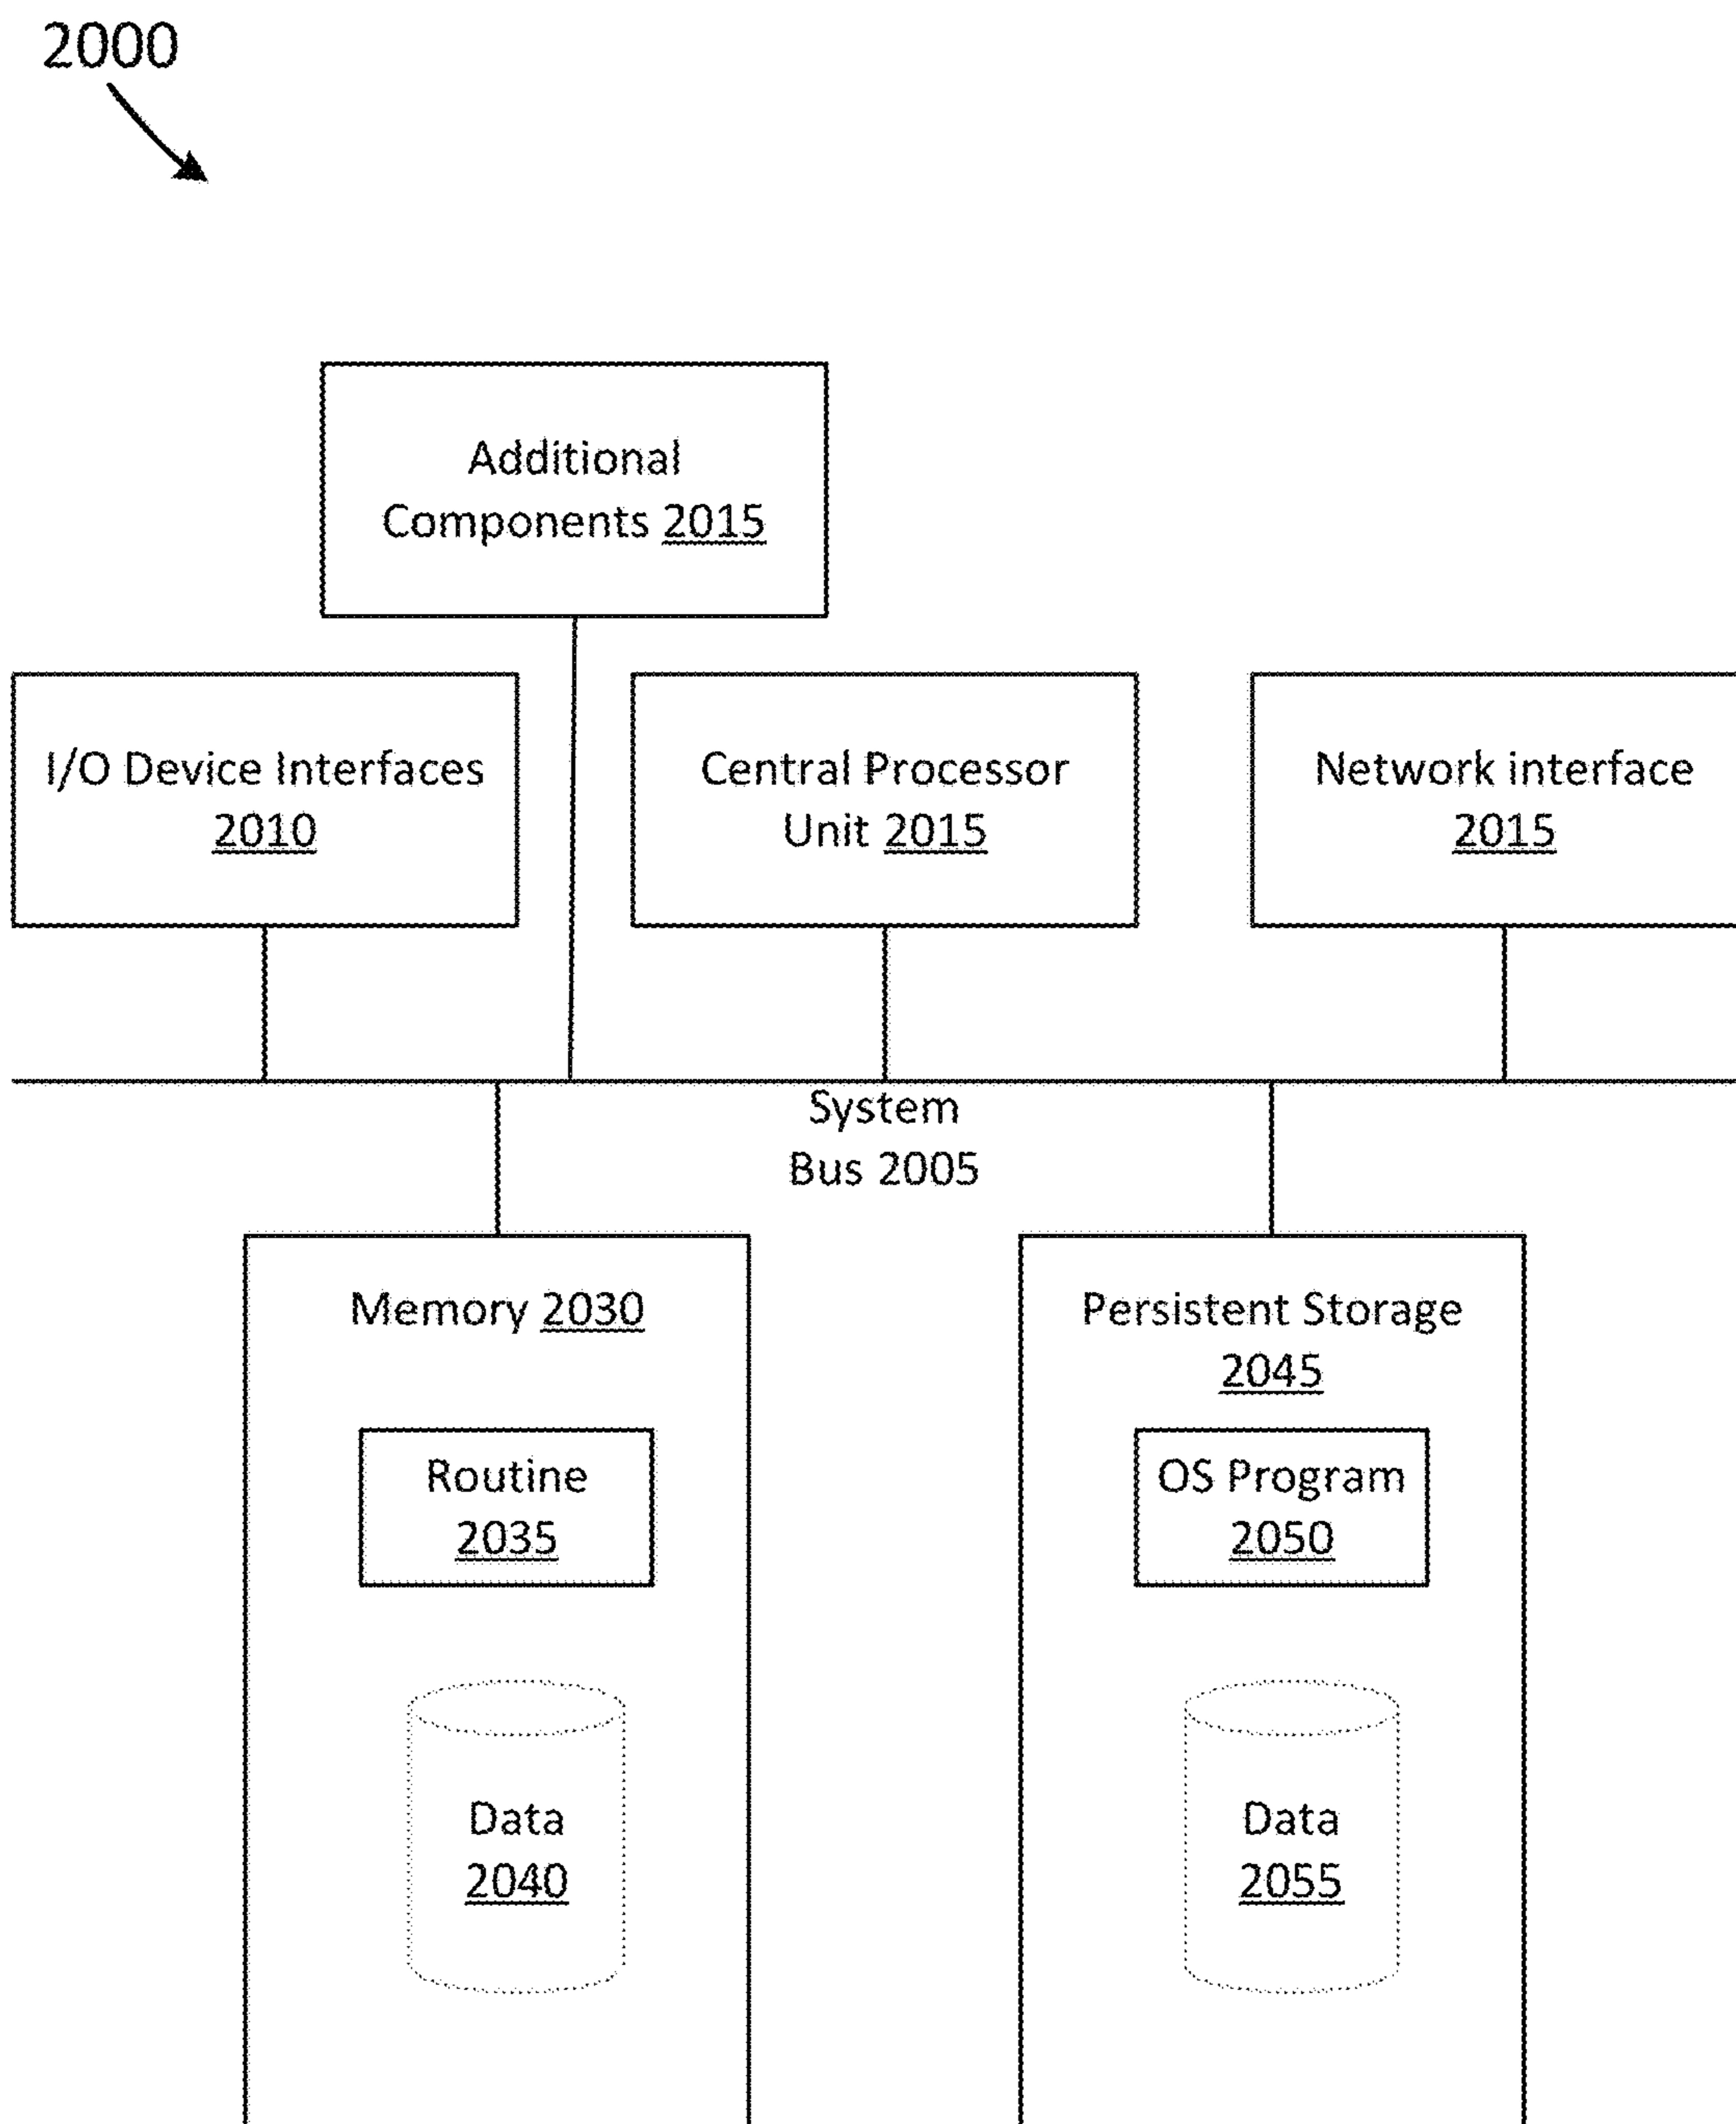 2000
Additional
Components 2015
I/O Device Interfaces
2010
Central Processor
Unit 2015
Network interface
2015
System
Bus 2005
Memory 2030
Routine
2035
Data
2040
Persistent Storage
2045
OS Program
2050
Data
2055